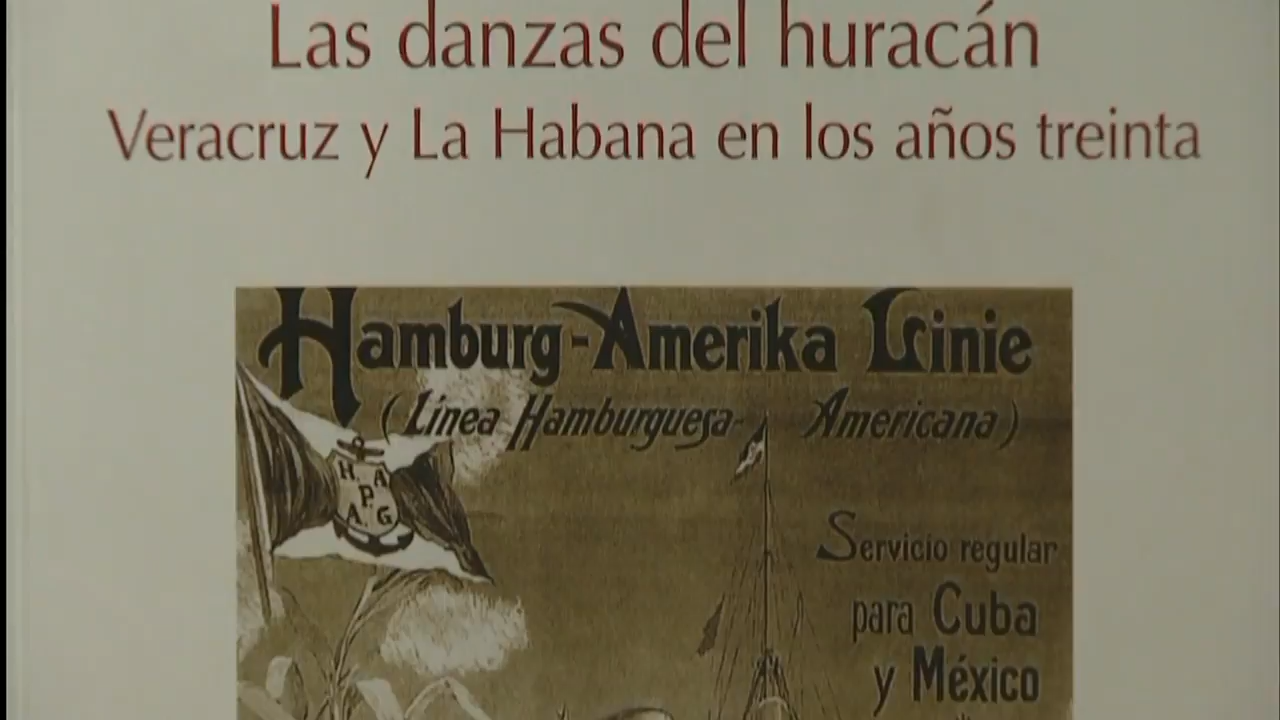 Las danzas del huracán
Veracruz y La Habana en los años treinta
Hamburg-Amerika Linie
(Línea Hamburguesa-Americana)
H A
P
A G
Servicio regular
para Cuba
y México